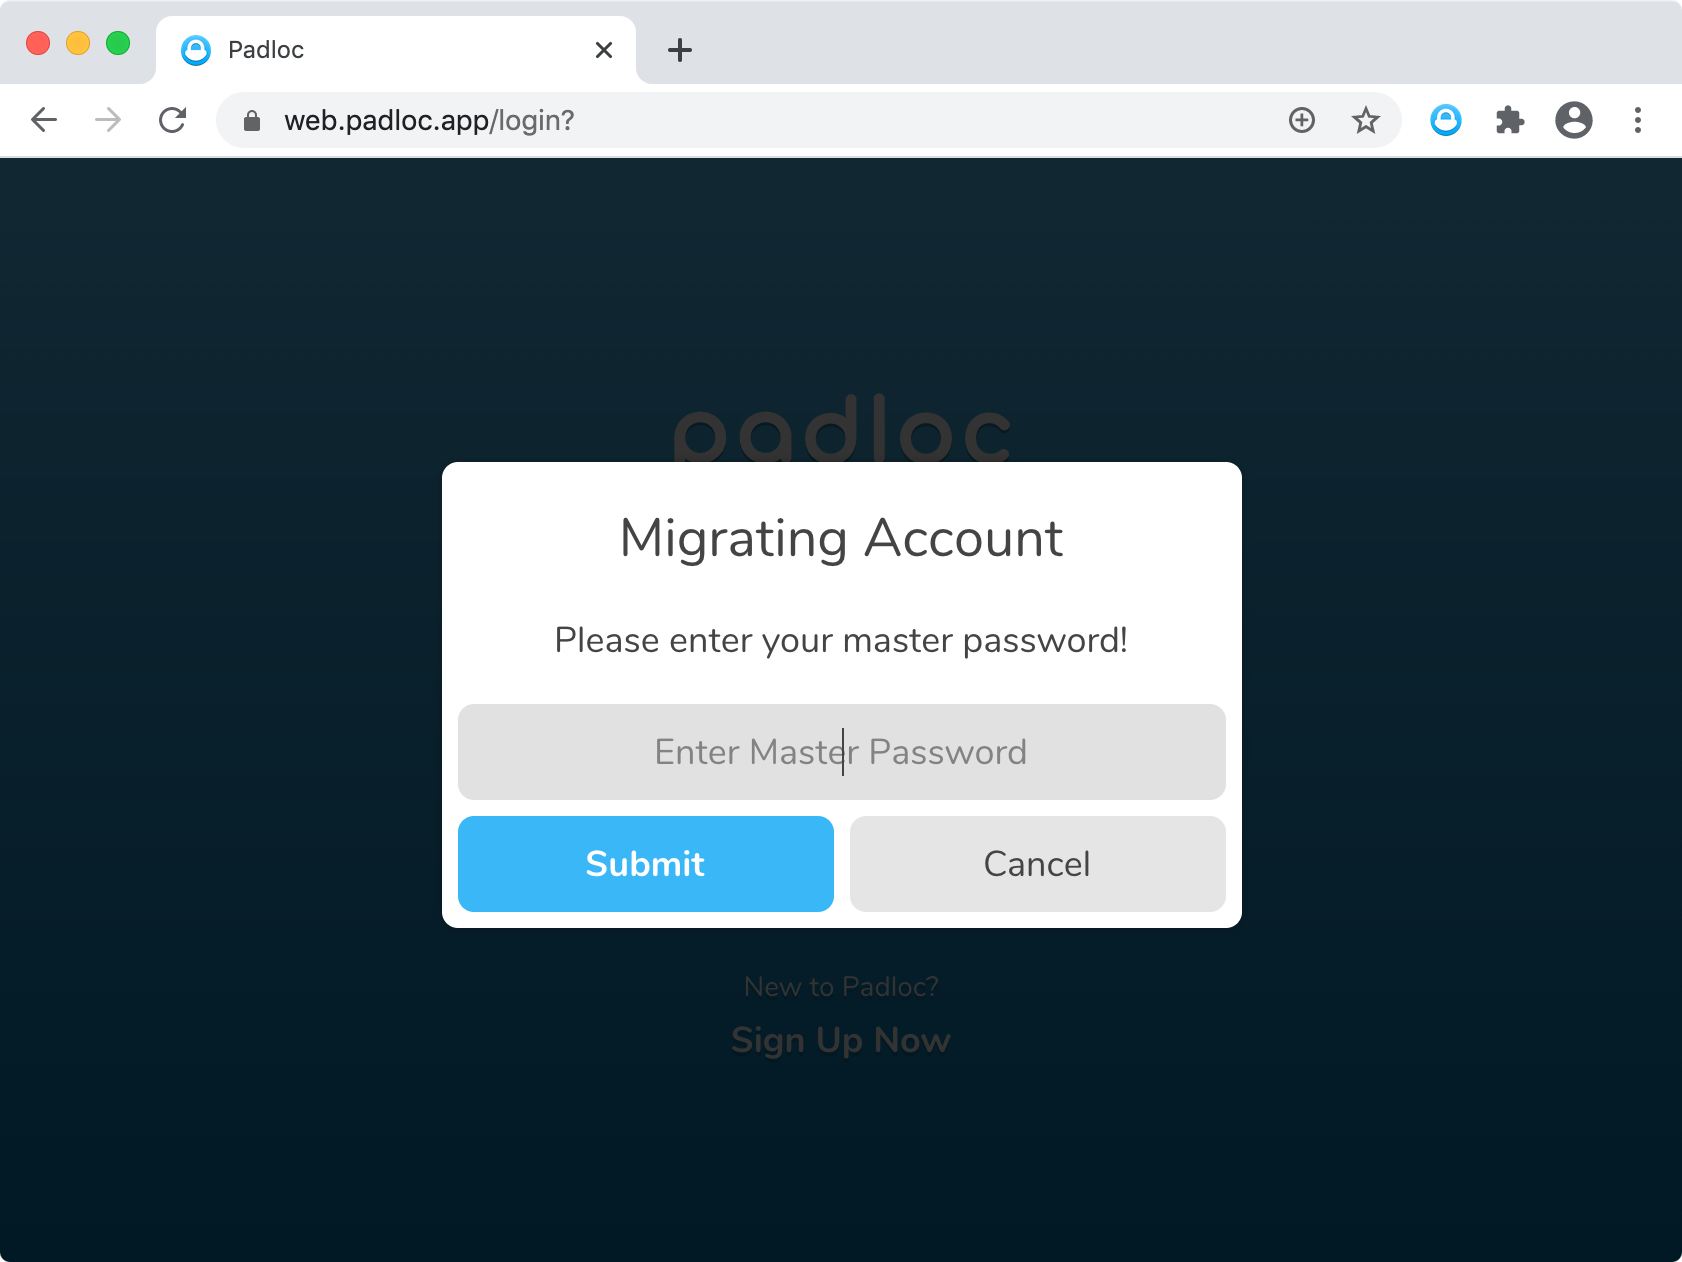 Padloc
web.padloc.app/login?
padloc
Migrating Account
Please enter your master password!
Enter Master Password
Submit
Cancel
New to Padloc?
Sign Up Now